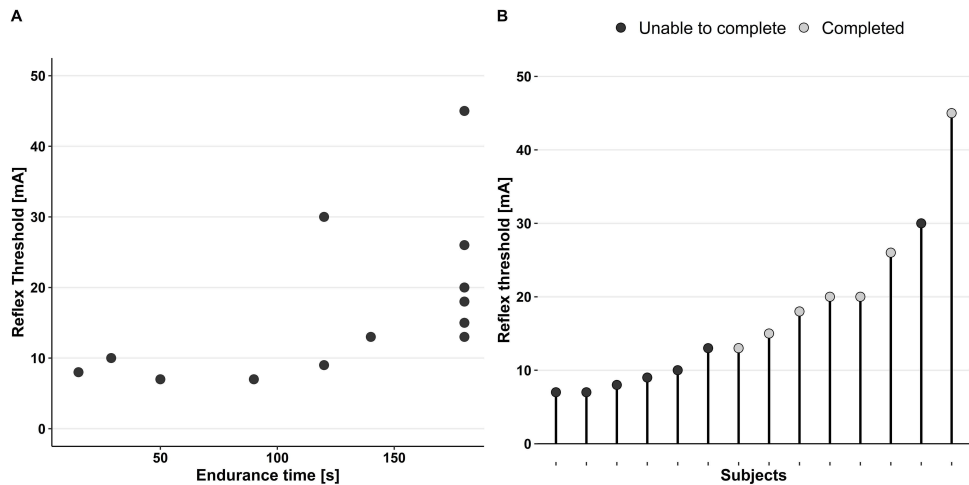 A
50
40
30
20
10
0
Reflex Threshold [mA]
50
100
150
Endurance time [s]
B
Unable to complete
Completed
50
40
30
20
10
0
Reflex threshold [mA]
Subjects